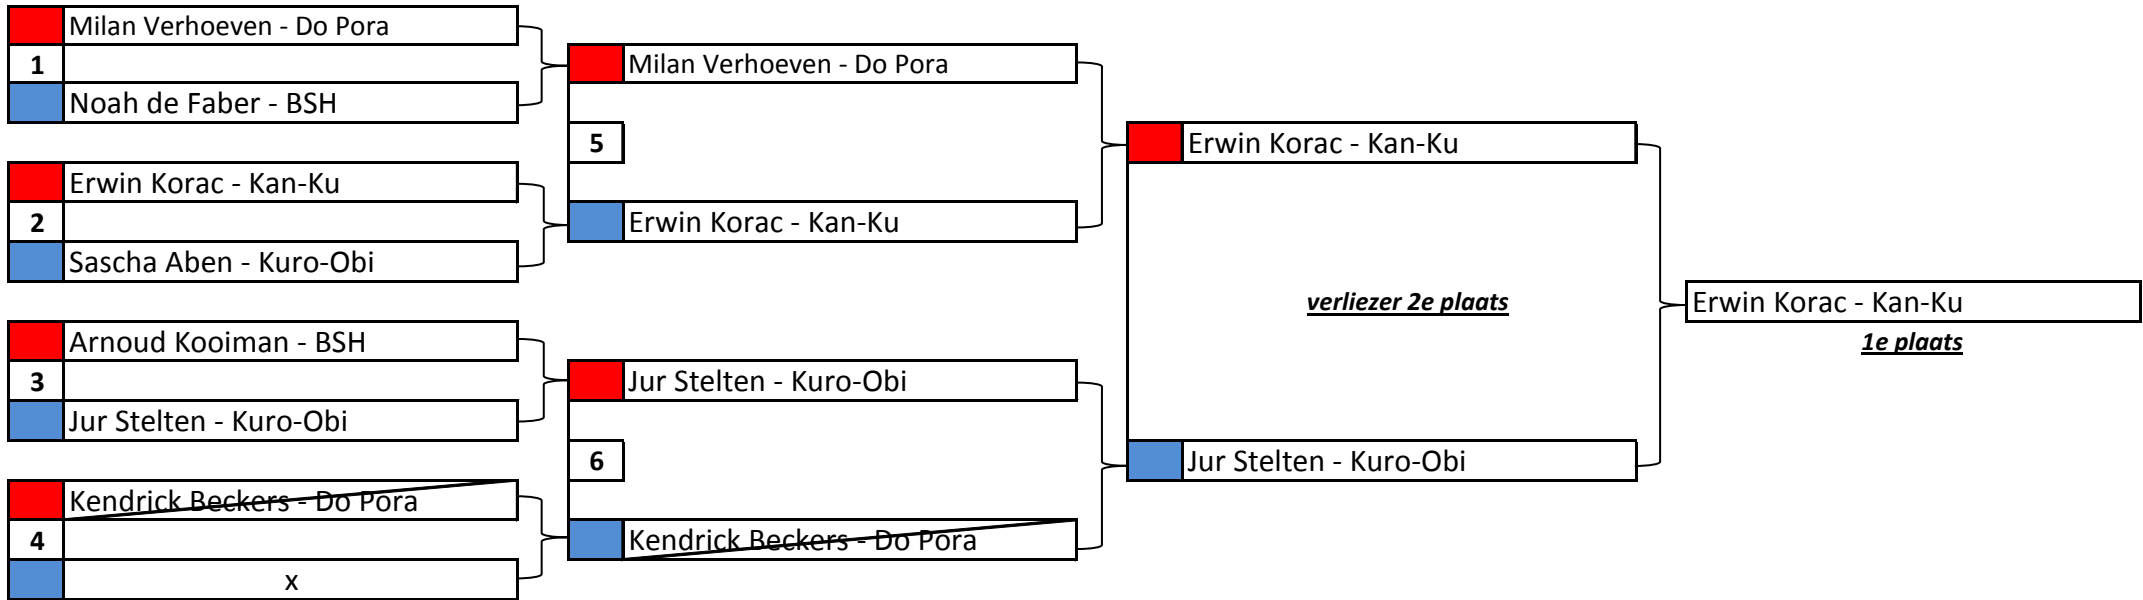 Milan Verhoeven - Do Pora
1
Noah de Faber - BSH
Erwin Korac - Kan-Ku
2
Sascha Aben - Kuro-Obi
Arnoud Kooiman - BSH
3
Jur Stelten - Kuro-Obi
Kendrick Beckers - Do Pora
4
x
Milan Verhoeven - Do Pora
5
Erwin Korac - Kan-Ku
Jur Stelten - Kuro-Obi
6
Kendrick Beckers - Do Pora
Erwin Korac - Kan-Ku
verliezer 2e plaats
Jur Stelten - Kuro-Obi
Erwin Korac - Kan-Ku
1e plaats